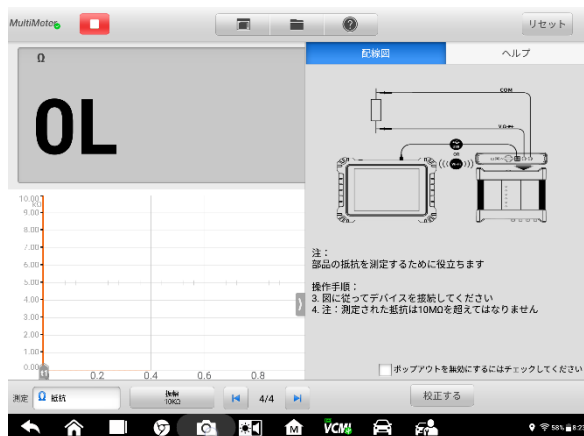 MultiMeter
リセット
Ω
0L
配線図
ヘルプ
COM
10.00
kΩ
9.00
8.00
7.00
6.00
5.00
4.00
3.00
2.00
1.00
0.00
0.2
0.4
0.6
0.8
OR
注：
部品の抵抗を測定するために役立ちます
操作手順：
3. 図に従ってデバイスを接続してください
4. 注：測定された抵抗は10MΩを超えてはなりません
ポップアウトを無効にするにはチェックしてください
測定
Ω 抵抗
10KΩ
4/4
校正する
VCMI
58%